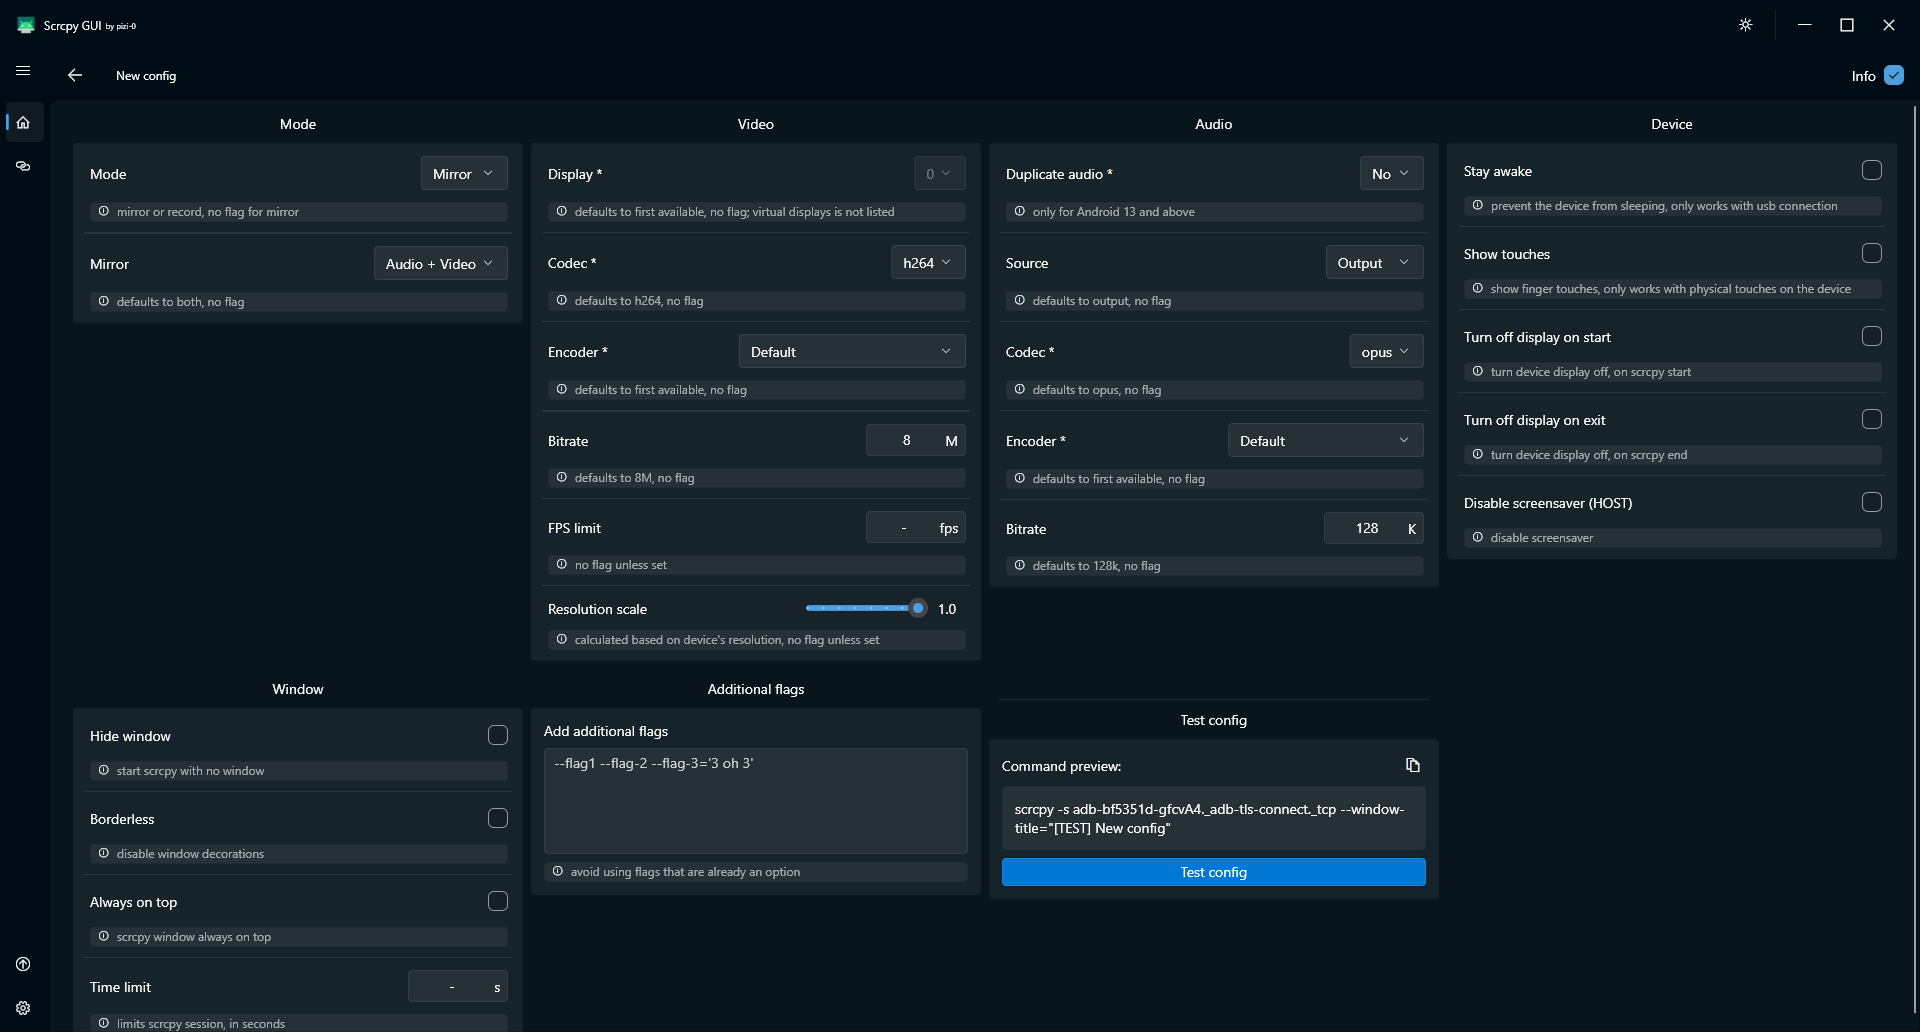 Scrcpy GUI by pizi-0
New config
Info
Mode
Mode
Mirror
mirror or record, no flag for mirror
Mirror
Audio + Video
defaults to both, no flag
Video
Display *
0
defaults to first available, no flag; virtual displays is not listed
Codec *
h264
defaults to h264, no flag
Encoder *
Default
defaults to first available, no flag
Bitrate
8 M
defaults to 8M, no flag
FPS limit
- fps
no flag unless set
Resolution scale
1.0
calculated based on device's resolution, no flag unless set
Audio
Duplicate audio *
No
only for Android 13 and above
Source
Output
defaults to output, no flag
Codec *
opus
defaults to opus, no flag
Encoder *
Default
defaults to first available, no flag
Bitrate
128 K
defaults to 128k, no flag
Device
Stay awake
prevent the device from sleeping, only works with usb connection
Show touches
show finger touches, only works with physical touches on the device
Turn off display on start
turn device display off, on scrcpy start
Turn off display on exit
turn device display off, on scrcpy end
Disable screensaver (HOST)
disable screensaver
Window
Hide window
start scrcpy with no window
Borderless
disable window decorations
Always on top
scrcpy window always on top
Time limit
- s
limits scrcpy session, in seconds
Additional flags
Add additional flags
--flag1 --flag-2 --flag-3='3 oh 3'
avoid using flags that are already an option
Test config
Command preview:
scrcpy -s adb-bf5351d-gfcvA4._adb-tls-connect._tcp --window-
title="[TEST] New config"
Test config